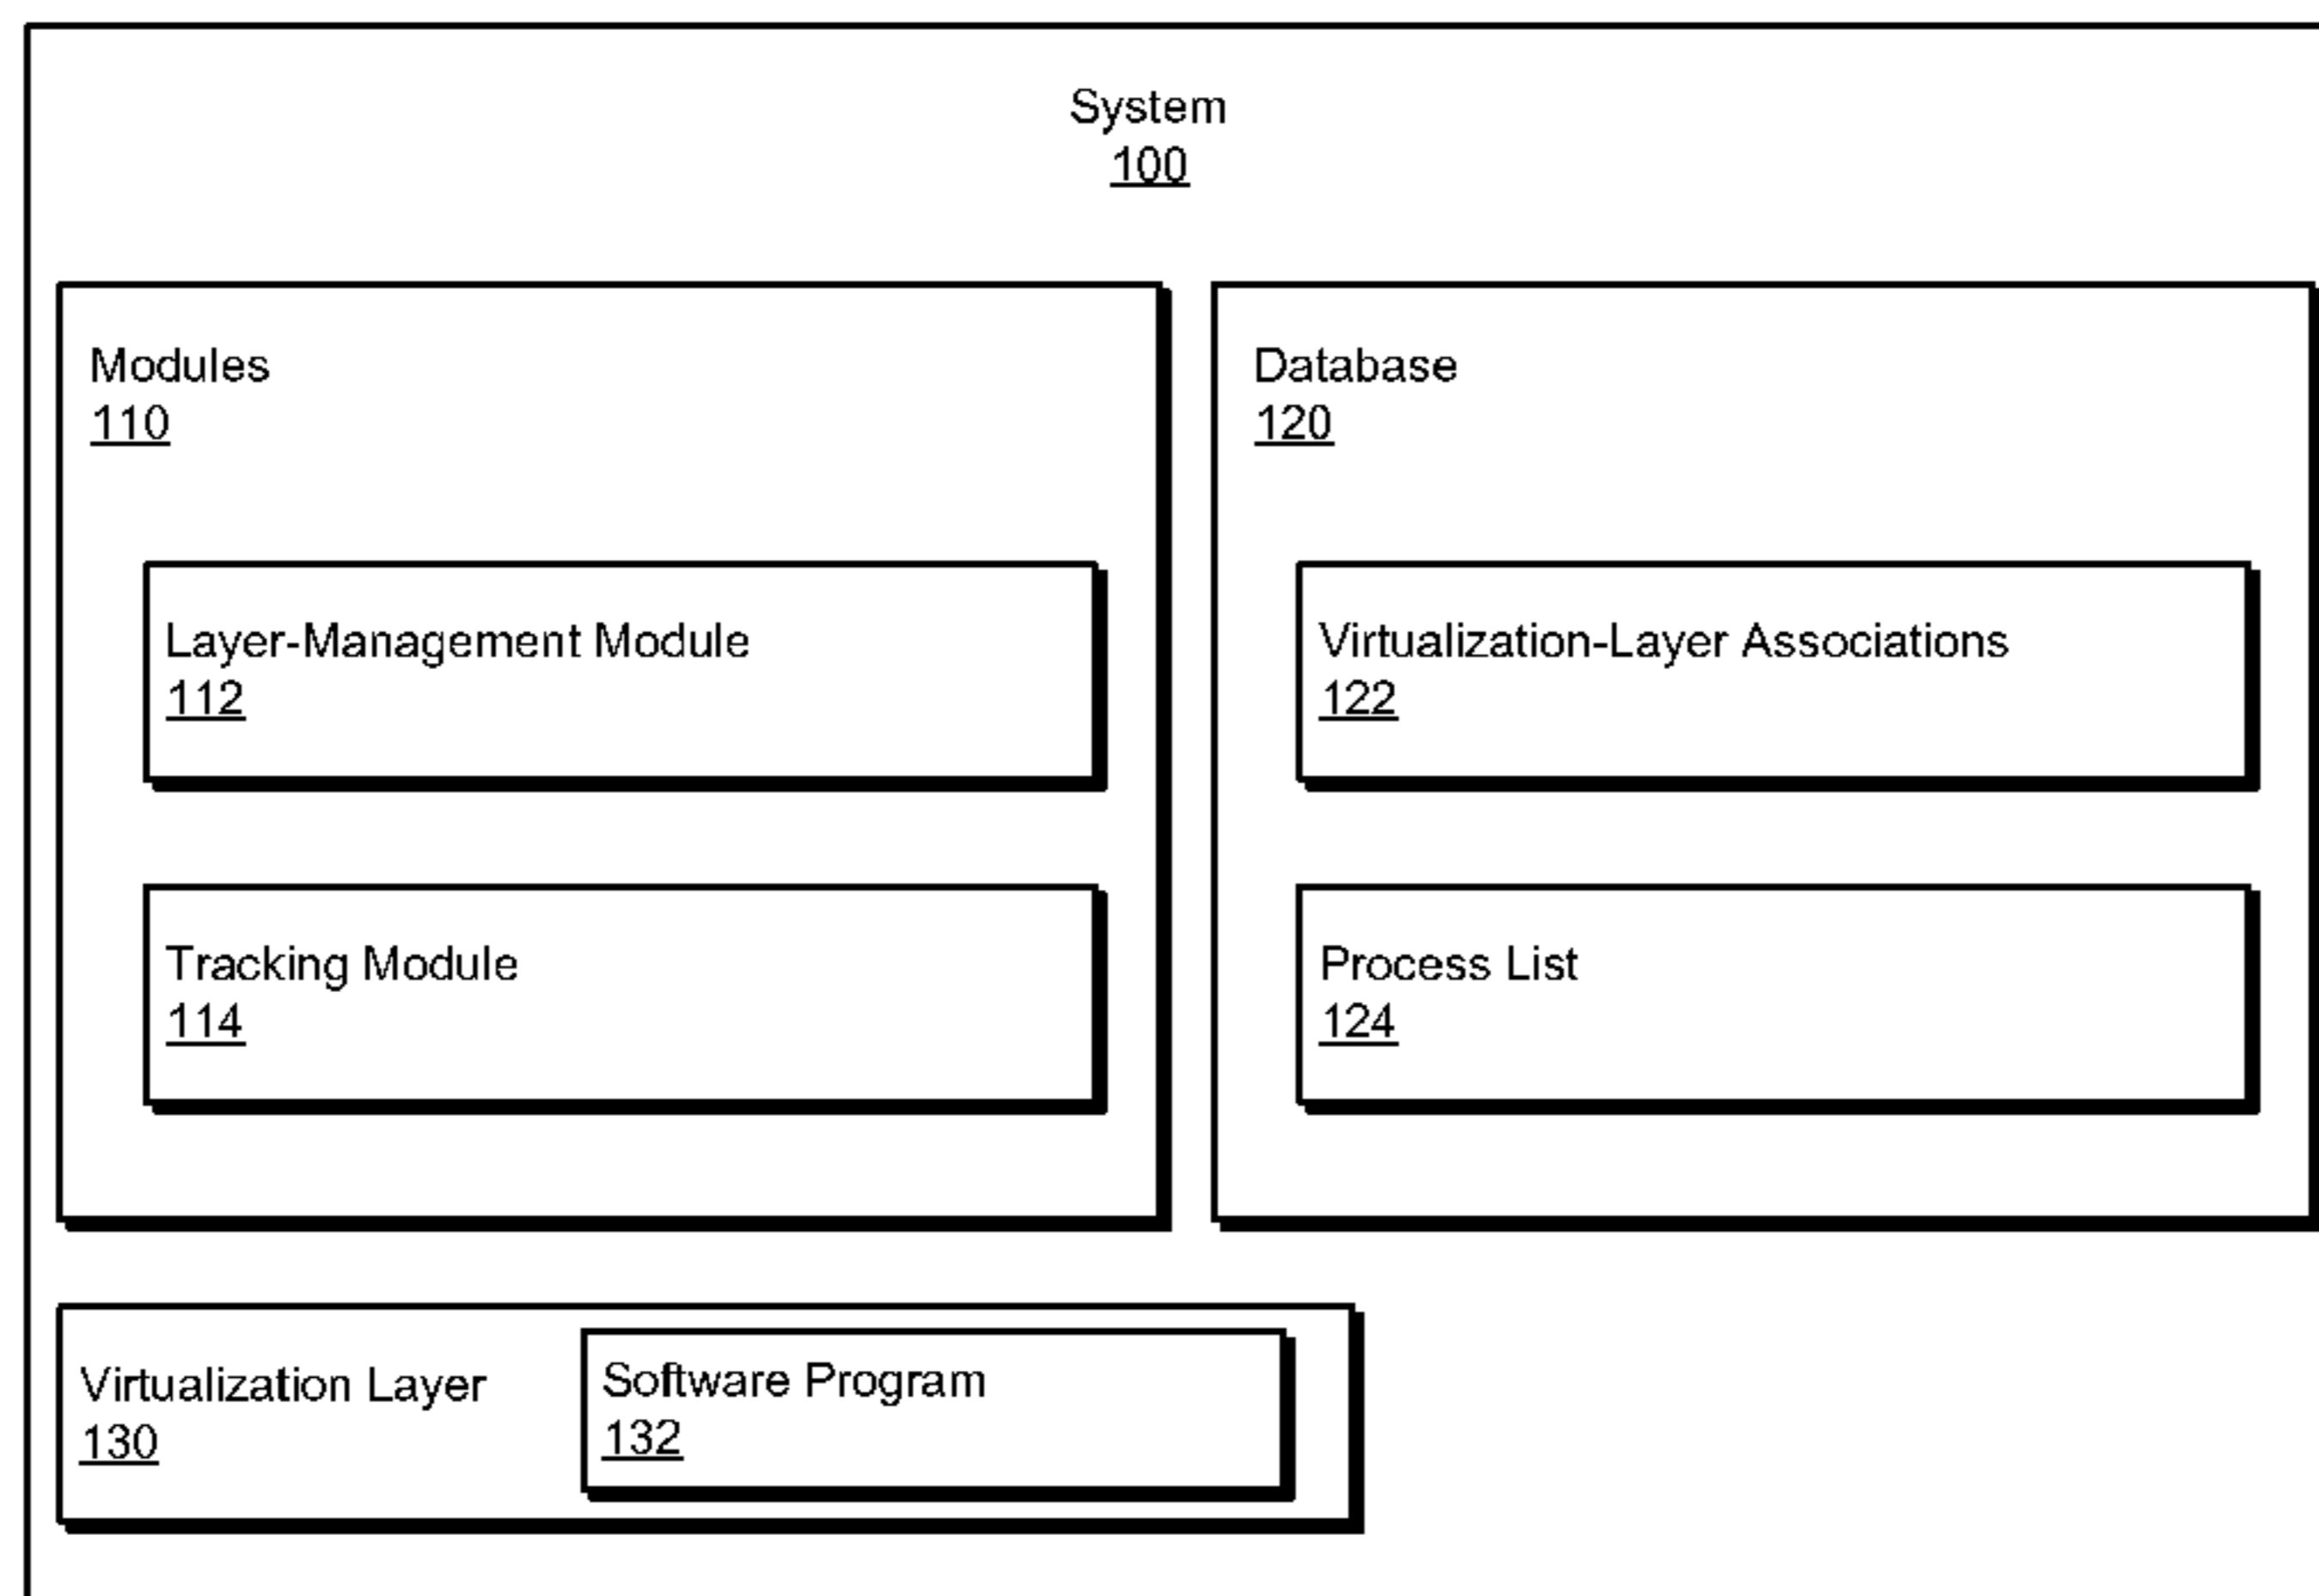 System
100
Modules
110
Layer-Management Module
112
Tracking Module
114
Database
120
Virtualization-Layer Associations
122
Process List
124
Virtualization Layer
130
Software Program
132